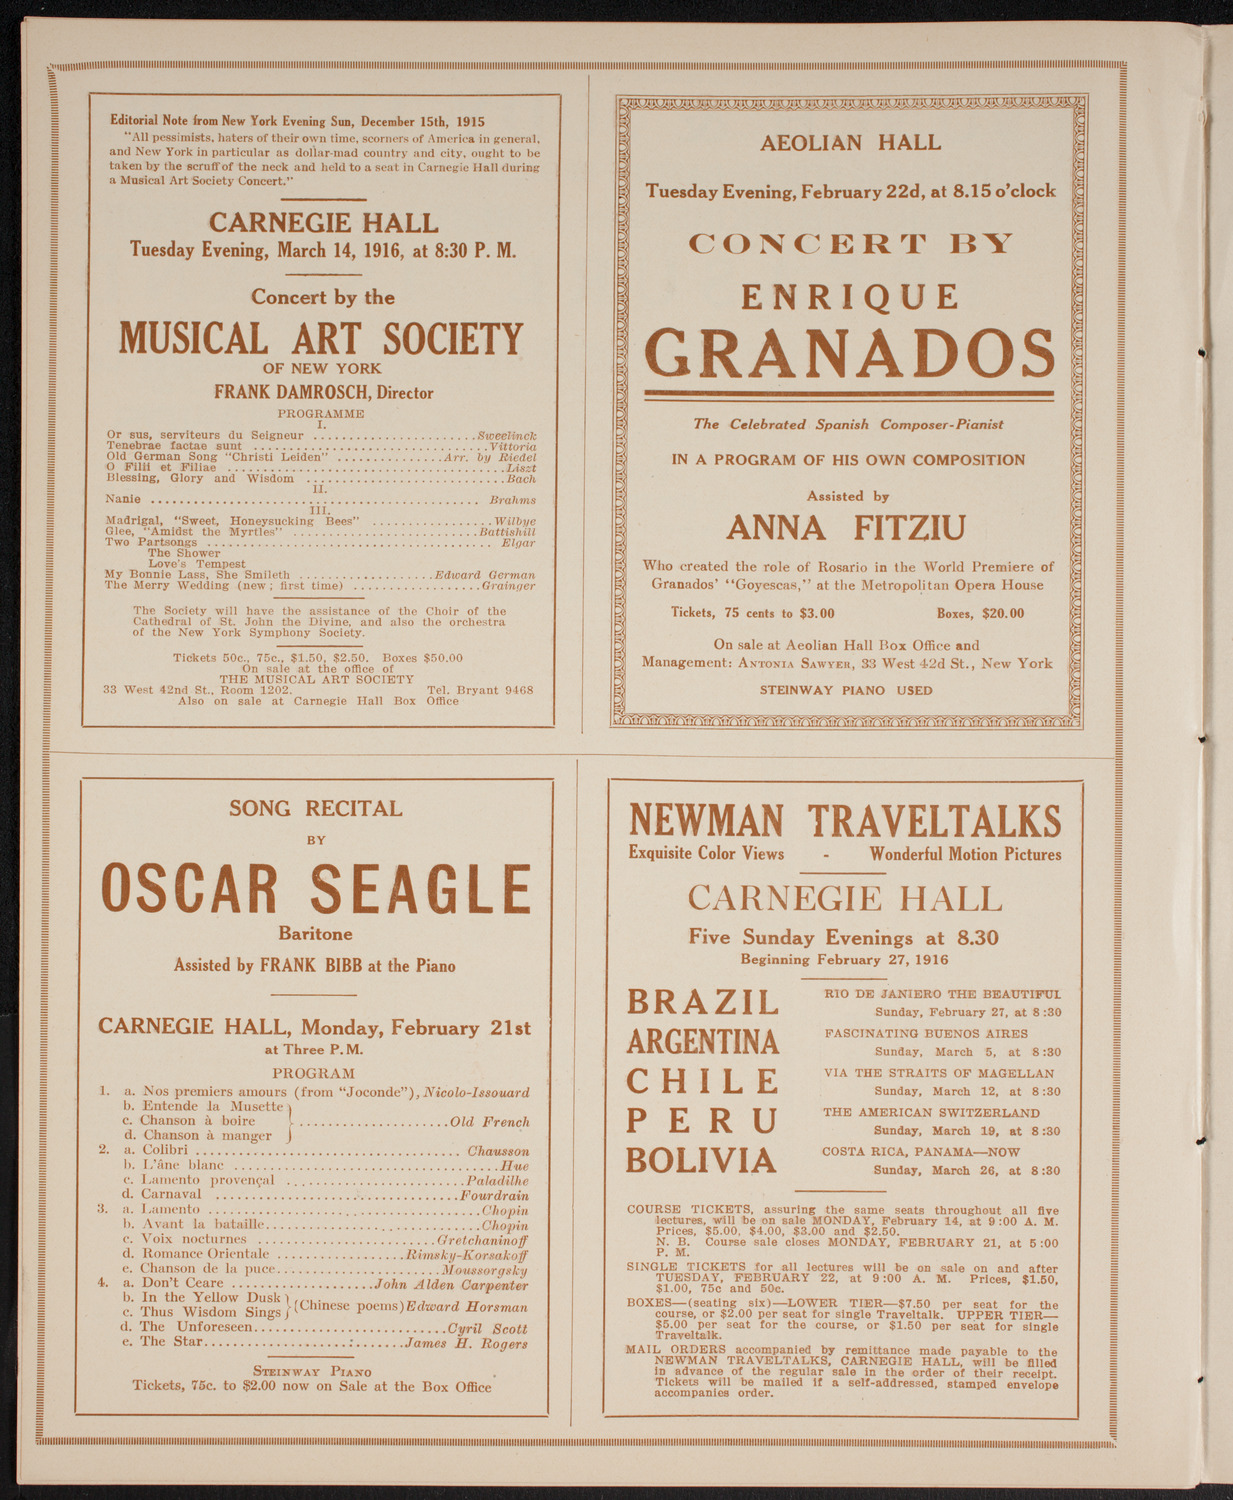 Editorial Note from New York Evening Sun, December 15th, 1915
"All pessimists, haters of their own time, scorners of America in general,
and New York in particular as dollar-mad country and city, ought to be
taken by the scruff of the neck and held to a seat in Carnegie Hall during
a Musical Art Society Concert."
CARNEGIE HALL
Tuesday Evening, March 14, 1916, at 8:30 P. M.
Concert by the
MUSICAL ART SOCIETY
OF NEW YORK
FRANK DAMROSCH, Director
PROGRAMME
I.
Or sus, serviteurs du Seigneur ........................Sweelinck
Tenebrae factae sunt ..................................Vittoria
Old German Song "Christi Leiden" ................Arr. by Riedel
O Filii et Filiae .........................................Liszt
Blessing, Glory and Wisdom ..............................Bach
II.
Nanie ................................................. Brahms
III.
Madrigal, "Sweet, Honeysucking Bees" .................Wilbye
Glee, "Amidst the Myrtles" ...........................Battishill
Two Partsongs .......................................... Elgar
The Shower
Love's Tempest
My Bonnie Lass, She Smileth ....................Edward German
The Merry Wedding (new; first time) ...................Grainger
The Society will have the assistance of the Choir of the
Cathedral of St. John the Divine, and also the orchestra
of the New York Symphony Society.
Tickets 50c., 75c., $1.50, $2.50. Boxes $50.00
On sale at the office of
THE MUSICAL ART SOCIETY
33 West 42nd St., Room 1202. Tel. Bryant 9468
Also on sale at Carnegie Hall Box Office
AEOLIAN HALL
Tuesday Evening, February 22d, at 8.15 o'clock
CONCERT BY
ENRIQUE
GRANADOS
The Celebrated Spanish Composer-Pianist
IN A PROGRAM OF HIS OWN COMPOSITION
Assisted by
ANNA FITZIU
Who created the role of Rosario in the World Premiere of
Granados' "Goyescas," at the Metropolitan Opera House
Tickets, 75 cents to $3.00 Boxes, $20.00
On sale at Aeolian Hall Box Office and
Management: ANTONIA SAWYER, 33 West 42d St., New York
STEINWAY PIANO USED
SONG RECITAL
BY
OSCAR SEAGLE
Baritone
Assisted by FRANK BIBB at the Piano
CARNEGIE HALL, Monday, February 21st
at Three P. M.
PROGRAM
1. a. Nos premiers amours (from "Joconde"), Nicolo-Issouard
b. Entende la Musette
c. Chanson à boire } .....................Old French
d. Chanson à manger
2. a. Colibri ...................................... Chausson
b. L'âne blanc ......................................Hue
c. Lamento provençal ..........................Paladilhe
d. Carnaval ...................................Fourdrain
3. a. Lamento .......................................Chopin
b. Avant la bataille...............................Chopin
c. Voix nocturnes ...........................Gretchaninoff
d. Romance Orientale ...................Rimsky-Korsakoff
e. Chanson de la puce........................Moussorgsky
4. a. Don't Ceare .....................John Alden Carpenter
b. In the Yellow Dusk
c. Thus Wisdom Sings } (Chinese poems) Edward Horsman
d. The Unforeseen............................Cyril Scott
e. The Star.............................James H. Rogers
STEINWAY PIANO
Tickets, 75c. to $2.00 now on Sale at the Box Office
NEWMAN TRAVELTALKS
Exquisite Color Views - Wonderful Motion Pictures
CARNEGIE HALL
Five Sunday Evenings at 8.30
Beginning February 27, 1916
BRAZIL RIO DE JANIERO THE BEAUTIFUL
Sunday, February 27, at 8:30
ARGENTINA FASCINATING BUENOS AIRES
Sunday, March 5, at 8:30
CHILE VIA THE STRAITS OF MAGELLAN
Sunday, March 12, at 8:30
PERU THE AMERICAN SWITZERLAND
Sunday, March 19, at 8:30
BOLIVIA COSTA RICA, PANAMA—NOW
Sunday, March 26, at 8:30
COURSE TICKETS, assuring the same seats throughout all five
lectures, will be on sale MONDAY, February 14, at 9:00 A. M.
Prices, $5.00, $4.00, $3.00 and $2.50.
N. B. Course sale closes MONDAY, FEBRUARY 21, at 5:00
P. M.
SINGLE TICKETS for all lectures will be on sale on and after
TUESDAY, FEBRUARY 22, at 9:00 A. M. Prices, $1.50,
$1.00, 75c and 50c.
BOXES—(seating six)—LOWER TIER—$7.50 per seat for the
course, or $2.00 per seat for single Traveltalk. UPPER TIER—
$5.00 per seat for the course, or $1.50 per seat for single
Traveltalk.
MAIL ORDERS accompanied by remittance made payable to the
NEWMAN TRAVELTALKS, CARNEGIE HALL, will be filled
in advance of the regular sale in the order of their receipt.
Tickets will be mailed if a self-addressed, stamped envelope
accompanies order.